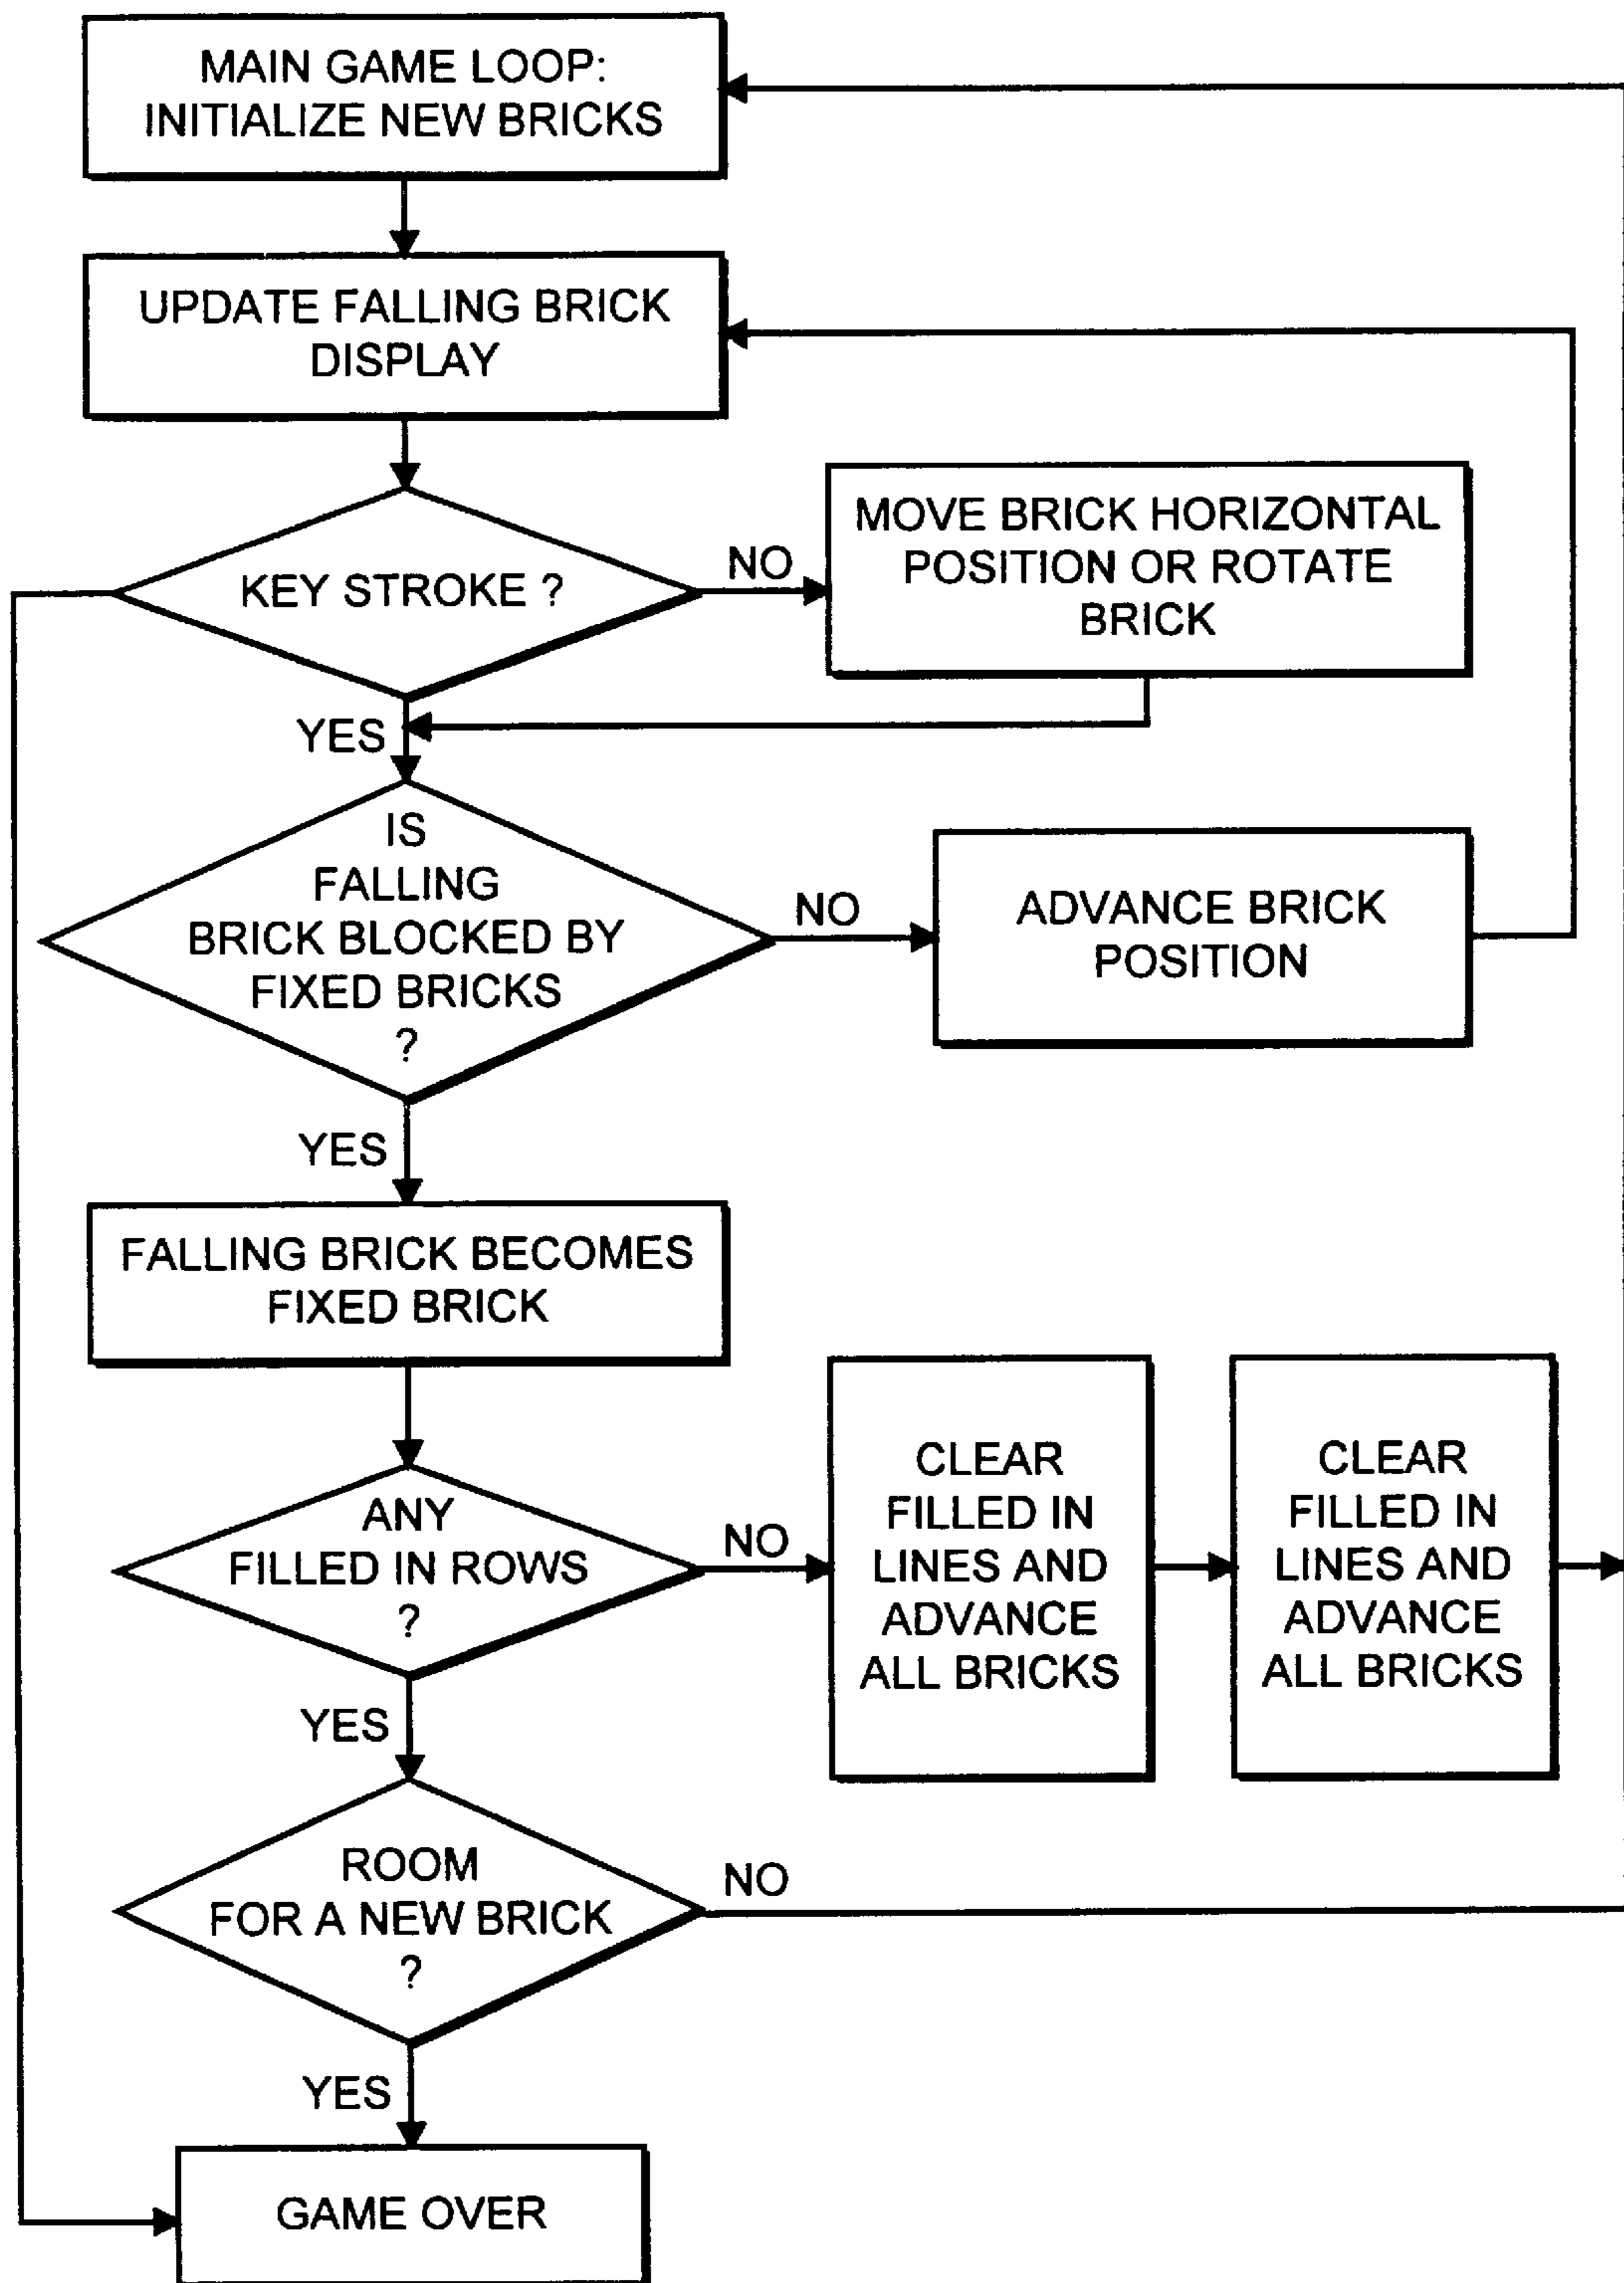 MAIN GAME LOOP:
INITIALIZE NEW BRICKS
UPDATE FALLING BRICK
DISPLAY
KEY STROKE ?
NO
MOVE BRICK HORIZONTAL
POSITION OR ROTATE
BRICK
YES
IS
FALLING
BRICK BLOCKED BY
FIXED BRICKS
?
NO
ADVANCE BRICK
POSITION
YES
FALLING BRICK BECOMES
FIXED BRICK
ANY
FILLED IN ROWS
?
NO
CLEAR
FILLED IN
LINES AND
ADVANCE
ALL BRICKS
CLEAR
FILLED IN
LINES AND
ADVANCE
ALL BRICKS
YES
ROOM
FOR A NEW BRICK
?
NO
YES
GAME OVER